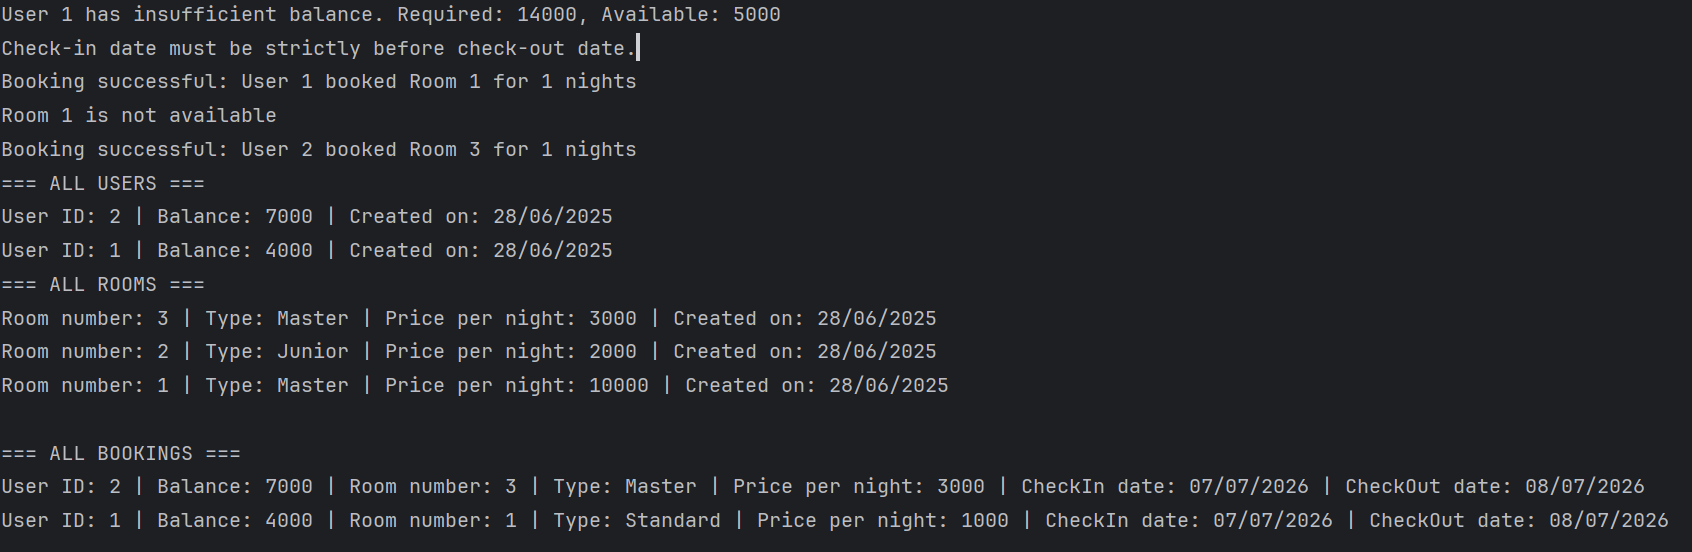 User 1 has insufficient balance. Required: 14000, Available: 5000
Check-in date must be strictly before check-out date.
Booking successful: User 1 booked Room 1 for 1 nights
Room 1 is not available
Booking successful: User 2 booked Room 3 for 1 nights
=== ALL USERS ===
User ID: 2 | Balance: 7000 | Created on: 28/06/2025
User ID: 1 | Balance: 4000 | Created on: 28/06/2025
=== ALL ROOMS ===
Room number: 3 | Type: Master | Price per night: 3000 | Created on: 28/06/2025
Room number: 2 | Type: Junior | Price per night: 2000 | Created on: 28/06/2025
Room number: 1 | Type: Master | Price per night: 10000 | Created on: 28/06/2025
=== ALL BOOKINGS ===
User ID: 2 | Balance: 7000 | Room number: 3 | Type: Master | Price per night: 3000 | CheckIn date: 07/07/2026 | CheckOut date: 08/07/2026
User ID: 1 | Balance: 4000 | Room number: 1 | Type: Standard | Price per night: 1000 | CheckIn date: 07/07/2026 | CheckOut date: 08/07/2026